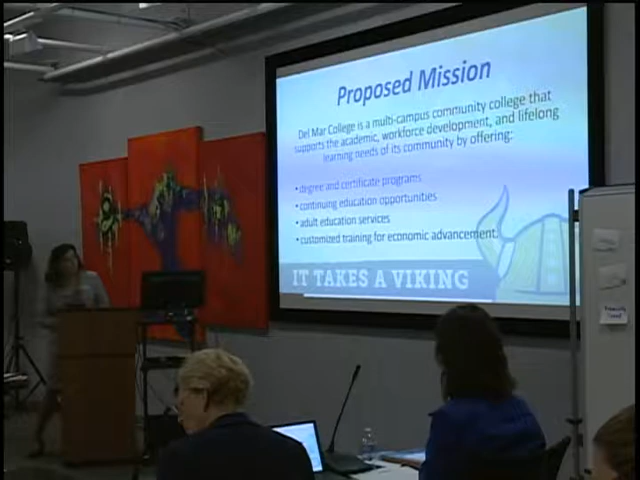 Proposed Mission
Del Mar College is a multi-campus community college that
supports the academic, workforce development, and lifelong
learning needs of its community by offering:
• degree and certificate programs
• continuing education opportunities
• adult education services
• customized training for economic advancement.
IT TAKES A VIKING